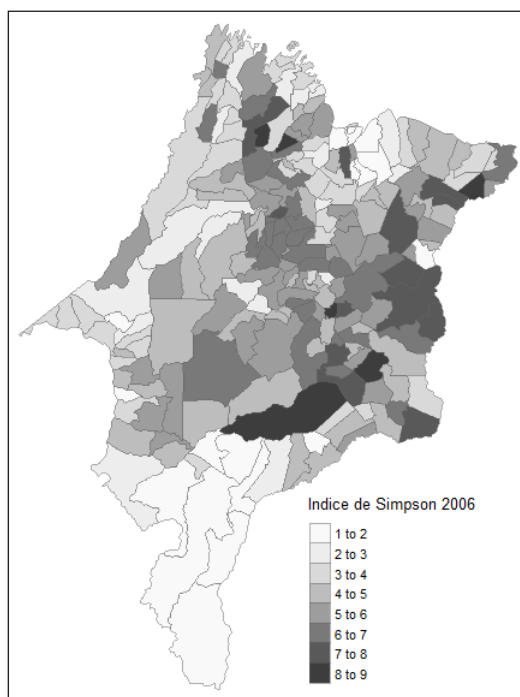 Indice de Simpson 2006
1 to 2
2 to 3
3 to 4
4 to 5
5 to 6
6 to 7
7 to 8
8 to 9